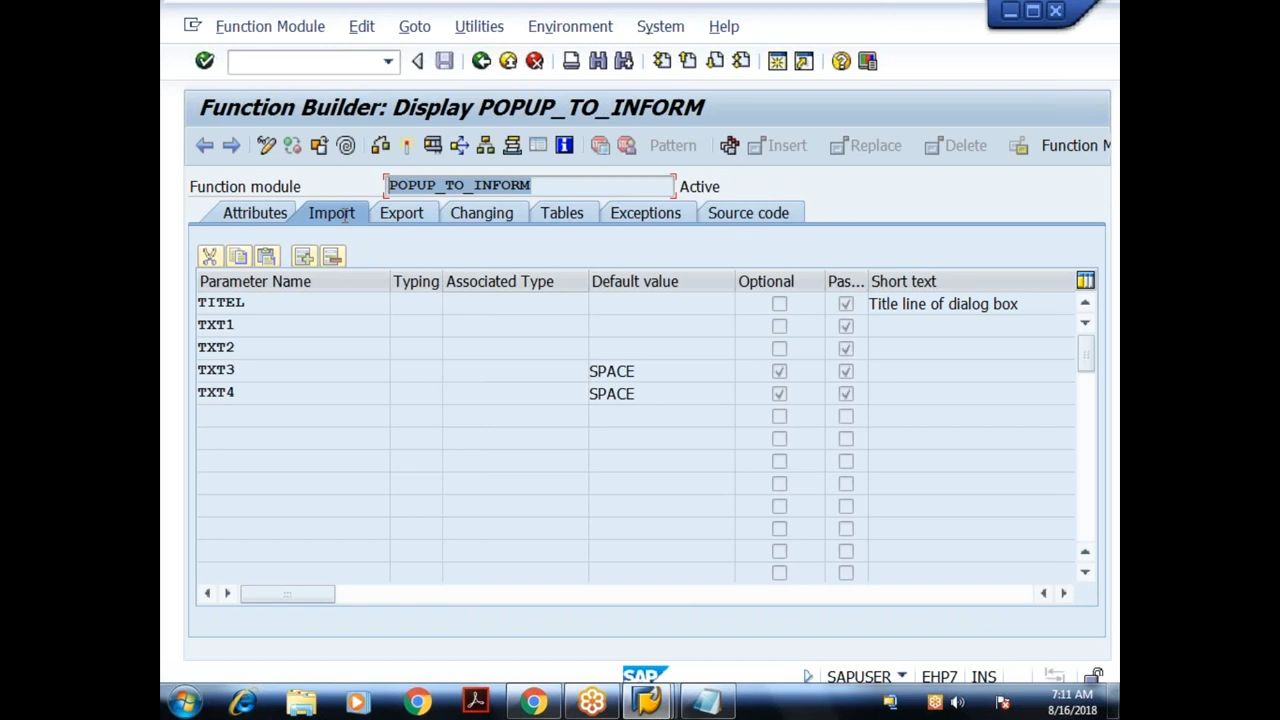 Function Module Edit Goto Utilities Environment System Help
Function Builder: Display POPUP_TO_INFORM
Pattern Insert Replace Delete Function M
Function module POPUP_TO_INFORM Active
Attributes Import Export Changing Tables Exceptions Source code
Parameter Name Typing Associated Type Default value Optional Pas... Short text
TITEL Title line of dialog box
TXT1
TXT2
TXT3 SPACE
TXT4 SPACE
SAP SAPUSER EHP7 INS
7:11 AM
8/16/2018